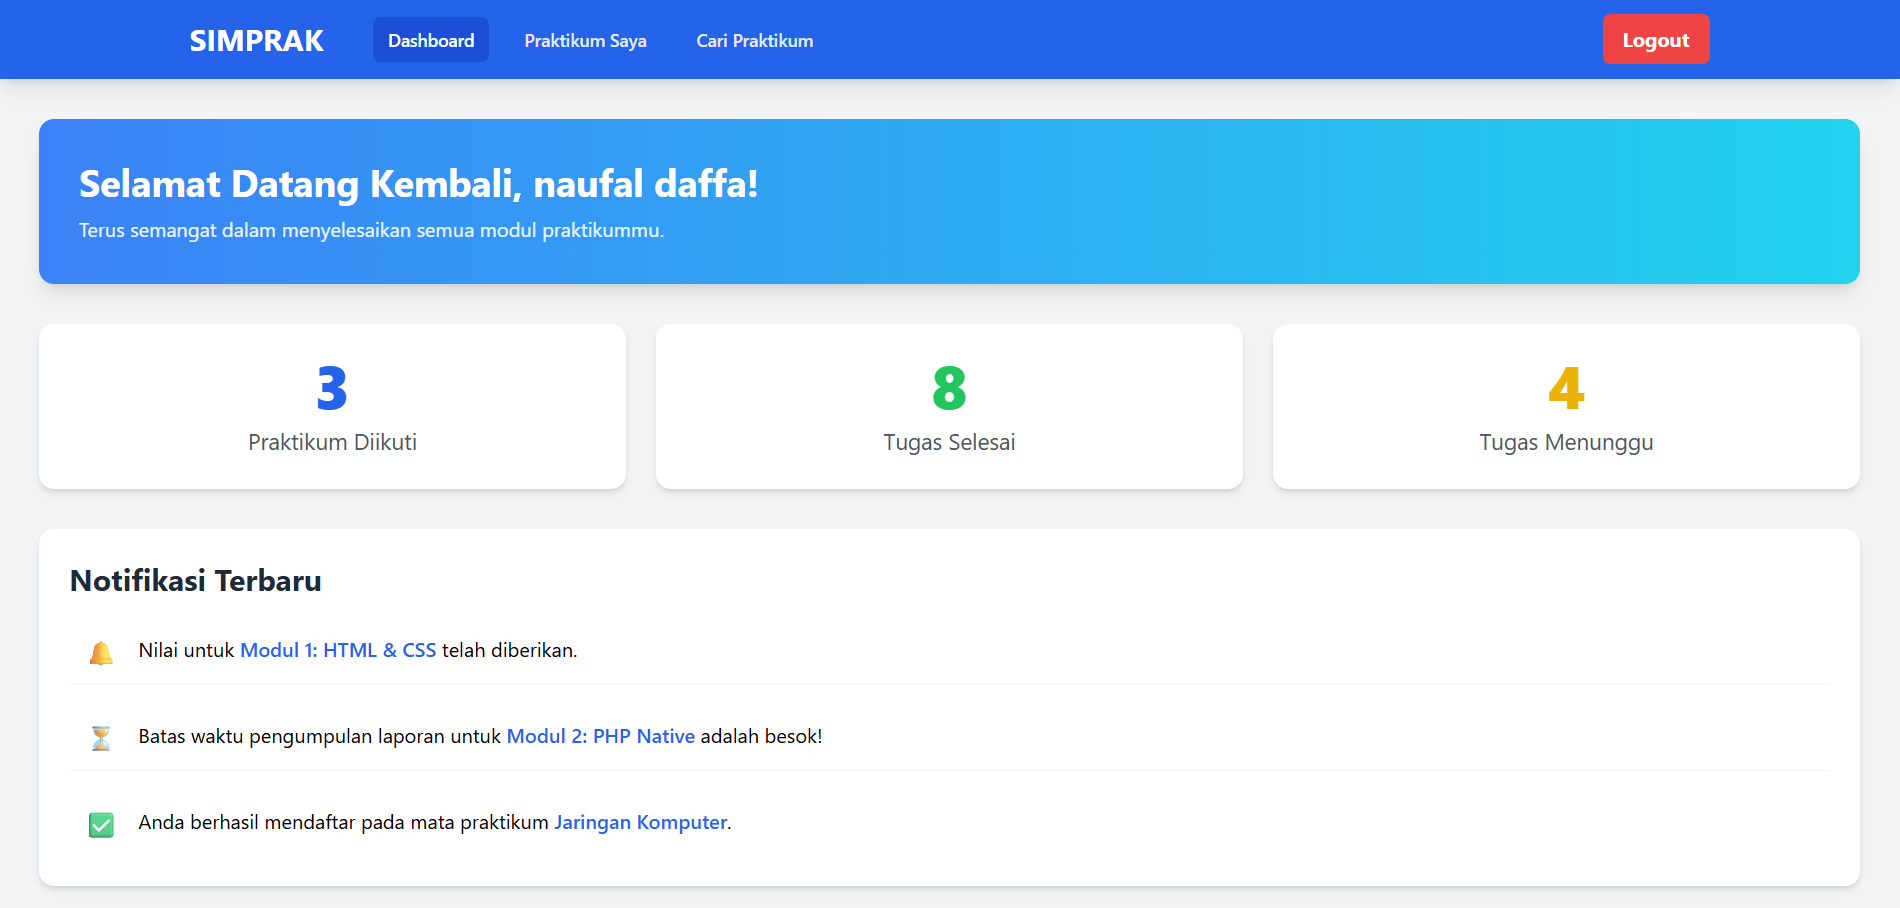 SIMPRAK
Dashboard
Praktikum Saya
Cari Praktikum
Logout
Selamat Datang Kembali, naufal daffa!
Terus semangat dalam menyelesaikan semua modul praktikummu.
3
Praktikum Diikuti
8
Tugas Selesai
4
Tugas Menunggu
Notifikasi Terbaru
Nilai untuk Modul 1: HTML & CSS telah diberikan.
Batas waktu pengumpulan laporan untuk Modul 2: PHP Native adalah besok!
Anda berhasil mendaftar pada mata praktikum Jaringan Komputer.